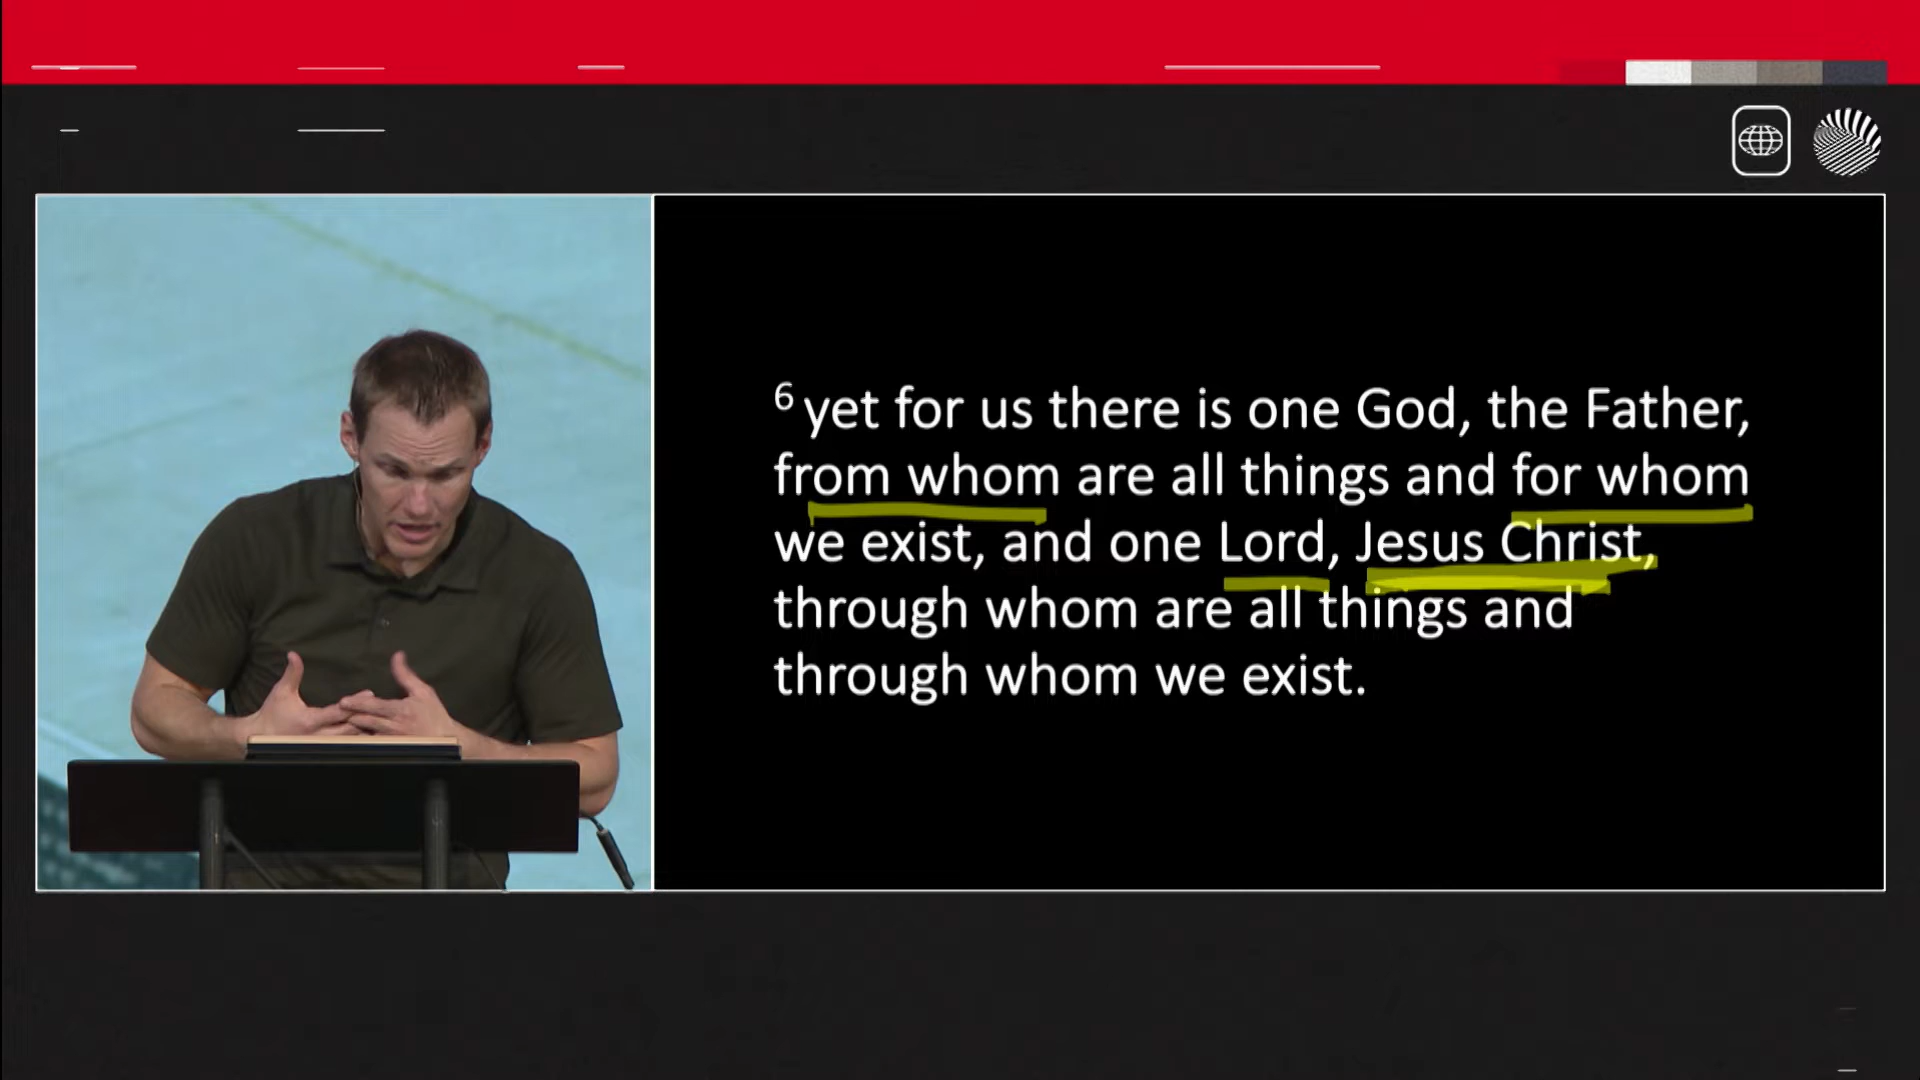 6 yet for us there is one God, the Father,
from whom are all things and for whom
we exist, and one Lord, Jesus Christ,
through whom are all things and
through whom we exist.